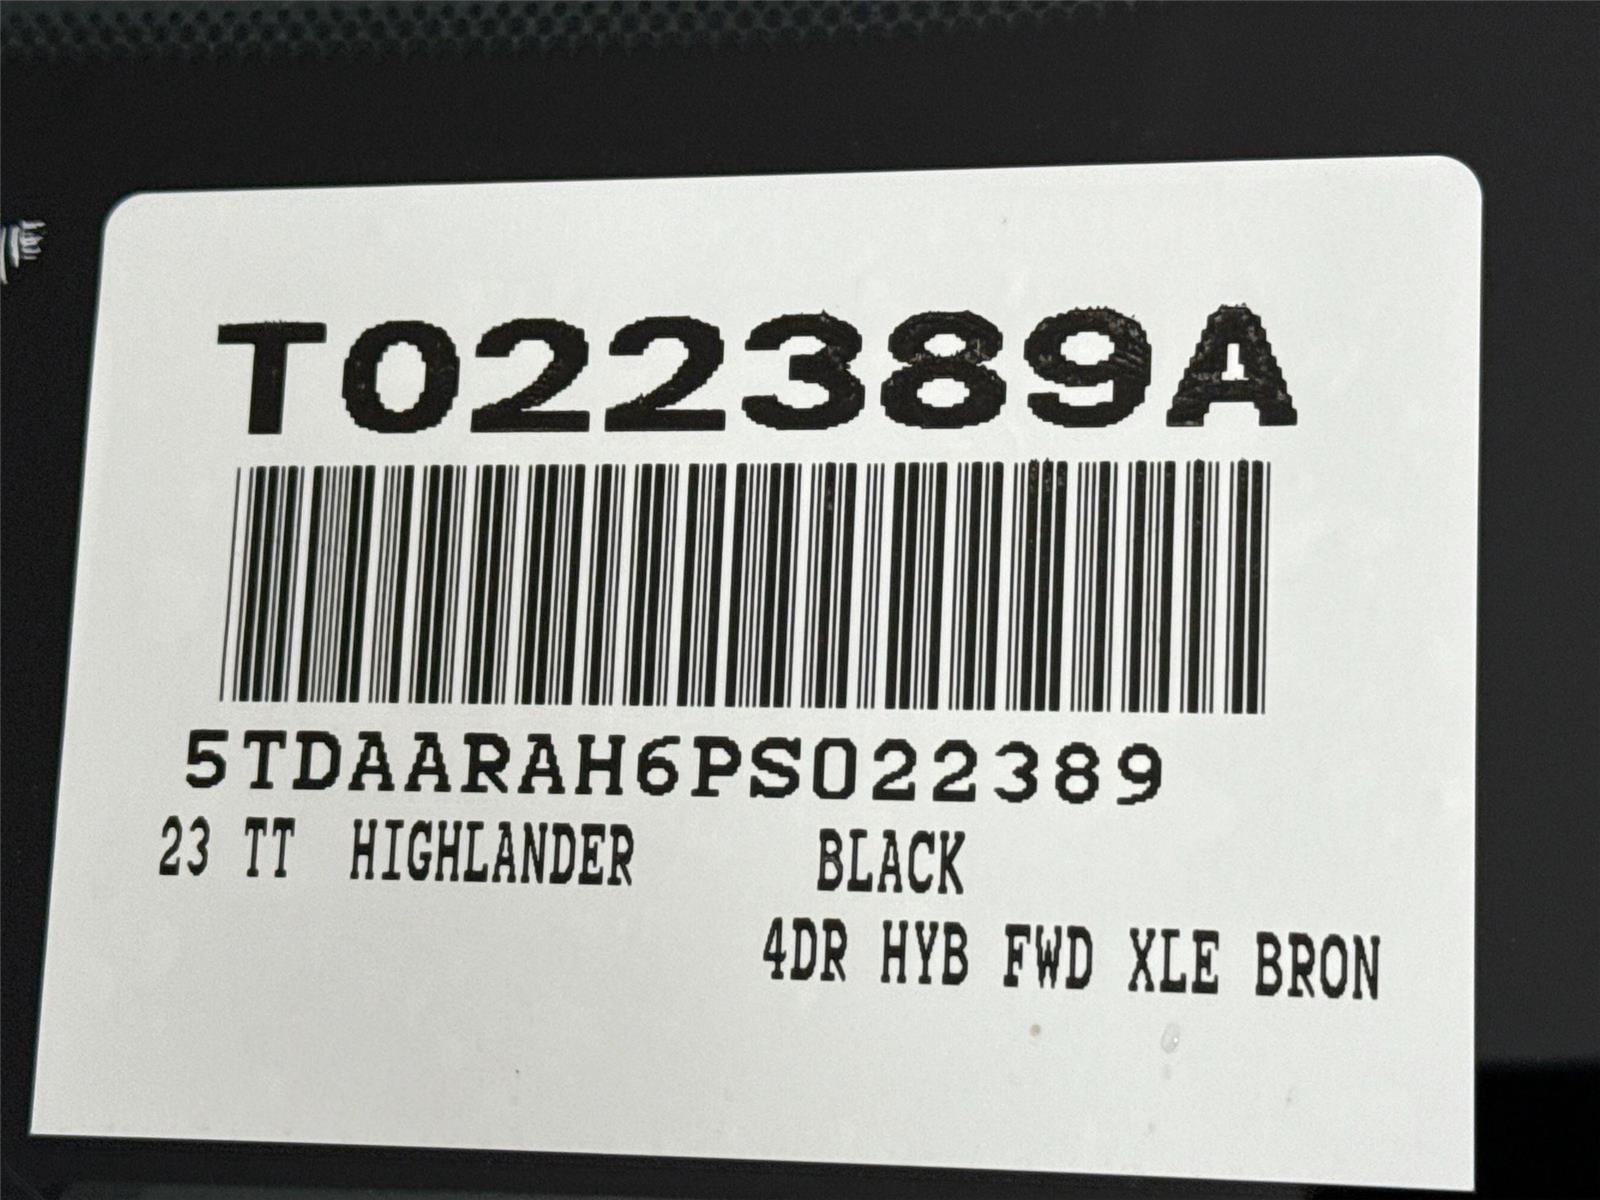 T022389A
5TDAARAH6PS022389
23 TT HIGHLANDER BLACK
4DR HYB FWD XLE BRON